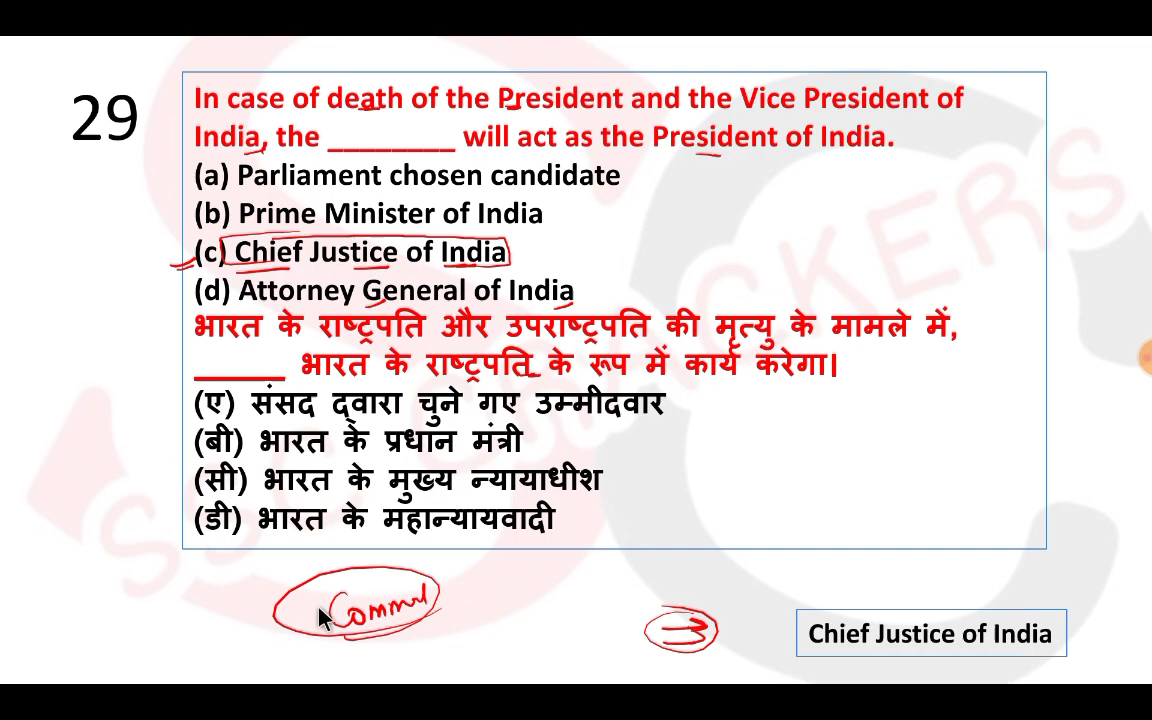 29
In case of death of the President and the Vice President of
India, the _________ will act as the President of India.
(a) Parliament chosen candidate
(b) Prime Minister of India
(c) Chief Justice of India
(d) Attorney General of India
भारत के राष्ट्रपति और उपराष्ट्रपति की मृत्यु के मामले में,
______ भारत के राष्ट्रपति के रूप में कार्य करेगा।
(ए) संसद द्वारा चुने गए उम्मीदवार
(बी) भारत के प्रधान मंत्री
(सी) भारत के मुख्य न्यायाधीश
(डी) भारत के महान्यायवादी
Chief Justice of India